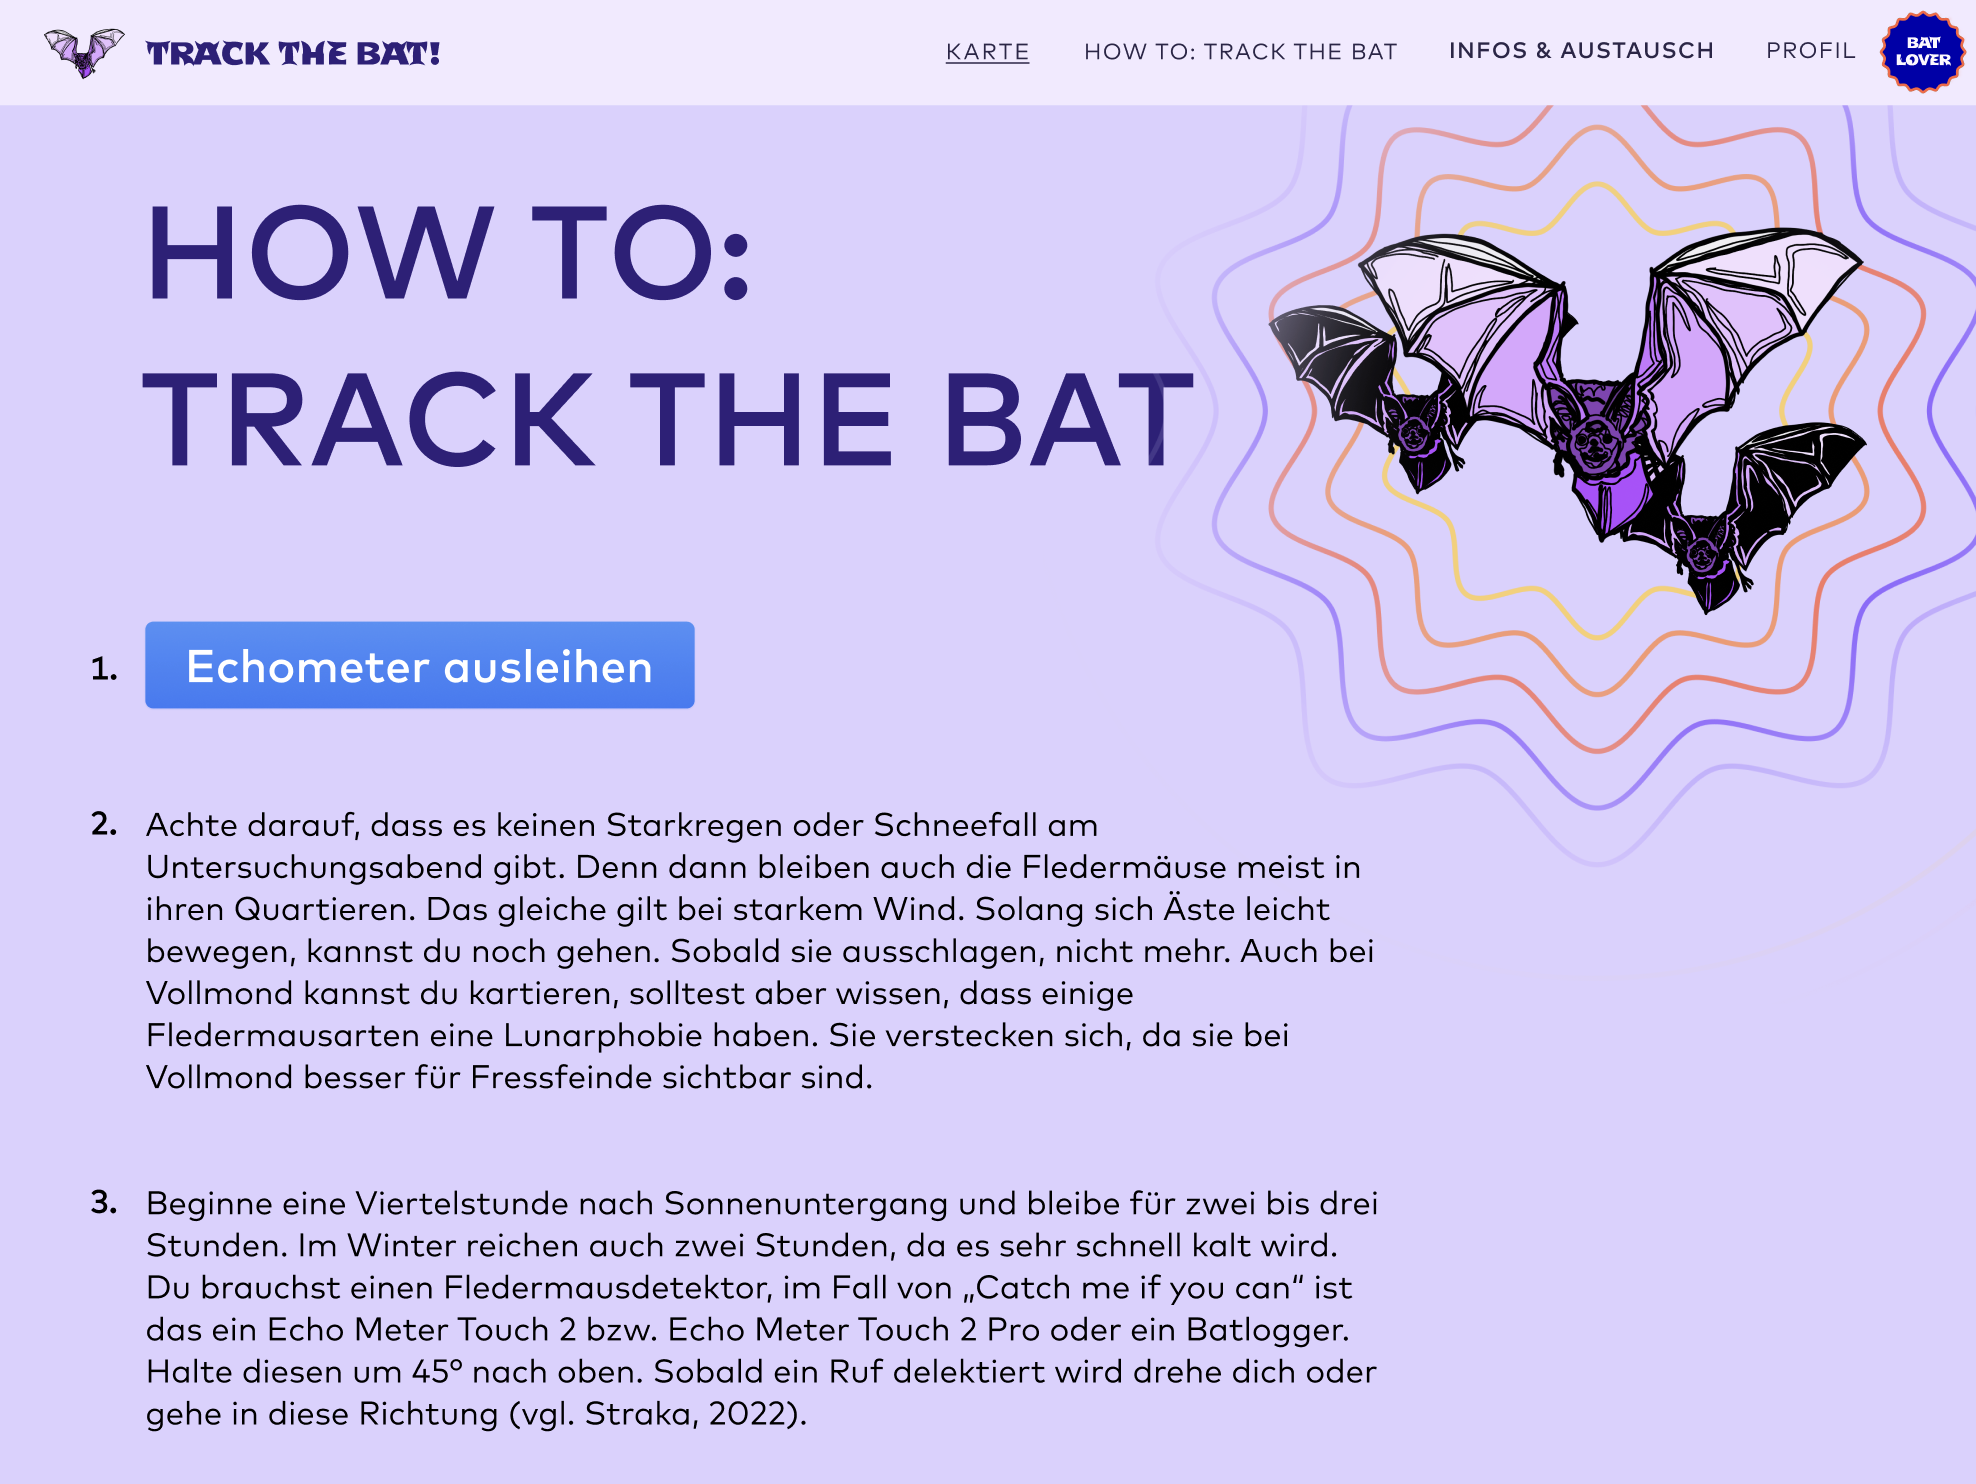 TRACK THE BAT!
KARTE
HOW TO: TRACK THE BAT
INFOS & AUSTAUSCH
PROFIL
BAT
LOVER
HOW TO:
TRACK THE BAT
1. Echometer ausleihen
2. Achte darauf, dass es keinen Starkregen oder Schneefall am
Untersuchungsabend gibt. Denn dann bleiben auch die Fledermäuse meist in
ihren Quartieren. Das gleiche gilt bei starkem Wind. Solang sich Äste leicht
bewegen, kannst du noch gehen. Sobald sie ausschlagen, nicht mehr. Auch bei
Vollmond kannst du kartieren, solltest aber wissen, dass einige
Fledermausarten eine Lunarphobie haben. Sie verstecken sich, da sie bei
Vollmond besser für Fressfeinde sichtbar sind.
3. Beginne eine Viertelstunde nach Sonnenuntergang und bleibe für zwei bis drei
Stunden. Im Winter reichen auch zwei Stunden, da es sehr schnell kalt wird.
Du brauchst einen Fledermausdetektor, im Fall von „Catch me if you can“ ist
das ein Echo Meter Touch 2 bzw. Echo Meter Touch 2 Pro oder ein Batlogger.
Halte diesen um 45° nach oben. Sobald ein Ruf delektiert wird drehe dich oder
gehe in diese Richtung (vgl. Straka, 2022).